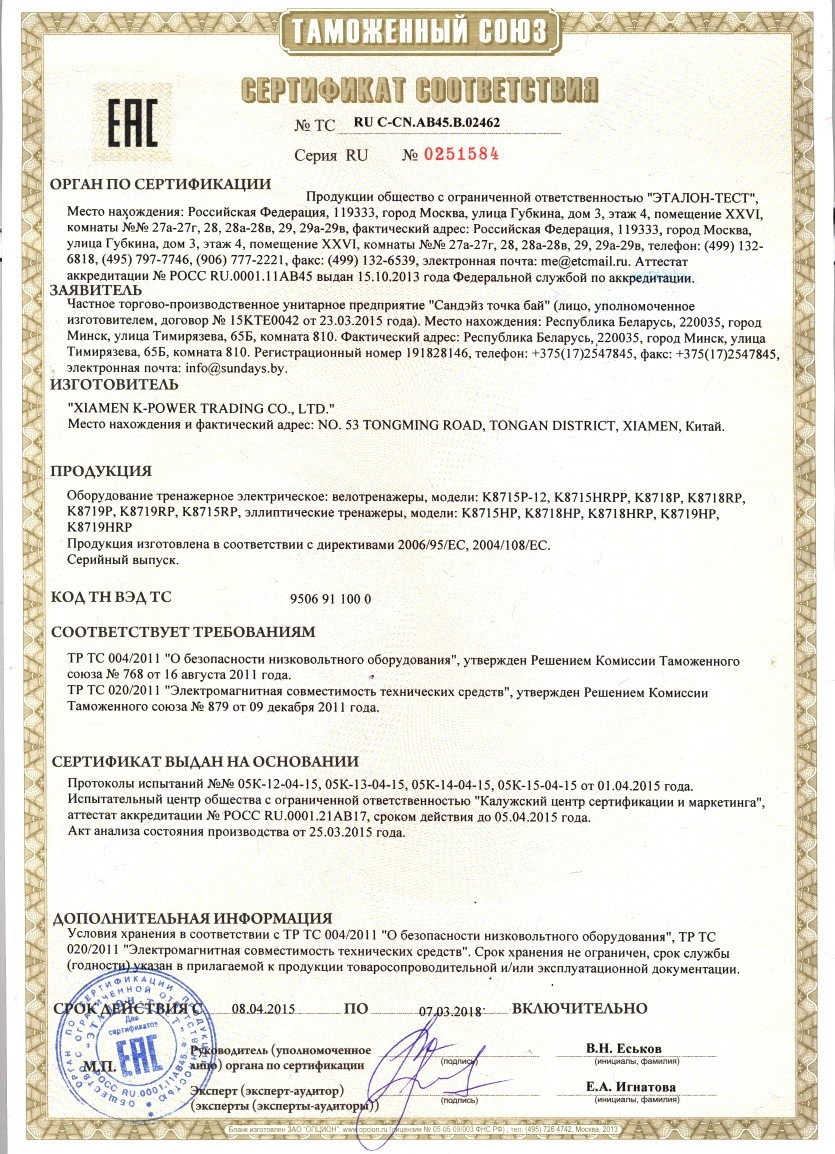 ТАМОЖЕННЫЙ СОЮЗ
СЕРТИФИКАТ СООТВЕТСТВИЯ
ЕАС
№ ТС RU C-CN.АВ45.В.02462
Серия RU № 0251584
ОРГАН ПО СЕРТИФИКАЦИИ
Продукции общество с ограниченной ответственностью "ЭТАЛОН-ТЕСТ",
Место нахождения: Российская Федерация, 119333, город Москва, улица Губкина, дом 3, этаж 4, помещение XXVI,
комнаты №№ 27а-27г, 28, 28а-28в, 29, 29а-29в, фактический адрес: Российская Федерация, 119333, город Москва,
улица Губкина, дом 3, этаж 4, помещение XXVI, комнаты №№ 27а-27г, 28, 28а-28в, 29, 29а-29в, телефон: (499) 132-
6818, (495) 797-7746, (906) 777-2221, факс: (499) 132-6539, электронная почта: me@etcmail.ru. Аттестат
аккредитации № РОСС RU.0001.11АВ45 выдан 15.10.2013 года Федеральной службой по аккредитации.
ЗАЯВИТЕЛЬ
Частное торгово-производственное унитарное предприятие "Сандэйз точка бай" (лицо, уполномоченное
изготовителем, договор № 15KTE0042 от 23.03.2015 года). Место нахождения: Республика Беларусь, 220035, город
Минск, улица Тимирязева, 65Б, комната 810. Фактический адрес: Республика Беларусь, 220035, город Минск, улица
Тимирязева, 65Б, комната 810. Регистрационный номер 191828146, телефон: +375(17)2547845, факс: +375(17)2547845,
электронная почта: info@sundays.by.
ИЗГОТОВИТЕЛЬ
"XIAMEN K-POWER TRADING CO., LTD."
Место нахождения и фактический адрес: NO. 53 TONGMING ROAD, TONGAN DISTRICT, XIAMEN, Китай.
ПРОДУКЦИЯ
Оборудование тренажерное электрическое: велотренажеры, модели: K8715P-12, K8715HRPP, K8718P, K8718RP,
K8719P, K8719RP, K8715RP, эллиптические тренажеры, модели: K8715HP, K8718HP, K8718HRP, K8719HP,
K8719HRP
Продукция изготовлена в соответствии с директивами 2006/95/ЕС, 2004/108/ЕС.
Серийный выпуск.
КОД ТН ВЭД ТС 9506 91 100 0
СООТВЕТСТВУЕТ ТРЕБОВАНИЯМ
ТР ТС 004/2011 "О безопасности низковольтного оборудования", утвержден Решением Комиссии Таможенного
союза № 768 от 16 августа 2011 года.
ТР ТС 020/2011 "Электромагнитная совместимость технических средств", утвержден Решением Комиссии
Таможенного союза № 879 от 09 декабря 2011 года.
СЕРТИФИКАТ ВЫДАН НА ОСНОВАНИИ
Протоколы испытаний №№ 05К-12-04-15, 05К-13-04-15, 05К-14-04-15, 05К-15-04-15 от 01.04.2015 года.
Испытательный центр общества с ограниченной ответственностью "Калужский центр сертификации и маркетинга",
аттестат аккредитации № РОСС RU.0001.21АВ17, сроком действия до 05.04.2015 года.
Акт анализа состояния производства от 25.03.2015 года.
ДОПОЛНИТЕЛЬНАЯ ИНФОРМАЦИЯ
Условия хранения в соответствии с ТР ТС 004/2011 "О безопасности низковольтного оборудования", ТР ТС
020/2011 "Электромагнитная совместимость технических средств". Срок хранения не ограничен, срок службы
(годности) указан в прилагаемой к продукции товаросопроводительной и/или эксплуатационной документации.
СРОК ДЕЙСТВИЯ С 08.04.2015 ПО 07.03.2018 ВКЛЮЧИТЕЛЬНО
М.П.
Руководитель (уполномоченное
лицо) органа по сертификации
(подпись)
В.Н. Еськов
(инициалы, фамилия)
Эксперт (эксперт-аудитор)
(эксперты (эксперты-аудиторы))
(подпись)
Е.А. Игнатова
(инициалы, фамилия)
ОРГАН ПО СЕРТИФИКАЦИИ ПРОДУКЦИИ
ОБЩЕСТВО С ОГРАНИЧЕННОЙ ОТВЕТСТВЕННОСТЬЮ
"ЭТАЛОН-ТЕСТ"
Для
сертификатов
ЕАС
РОСС RU.0001.11АВ45
Бланк изготовлен ЗАО "ОПЦИОН", www.opcion.ru (лицензия № 05-05-09/003 ФНС РФ), тел. (495) 726 4742, Москва, 2013